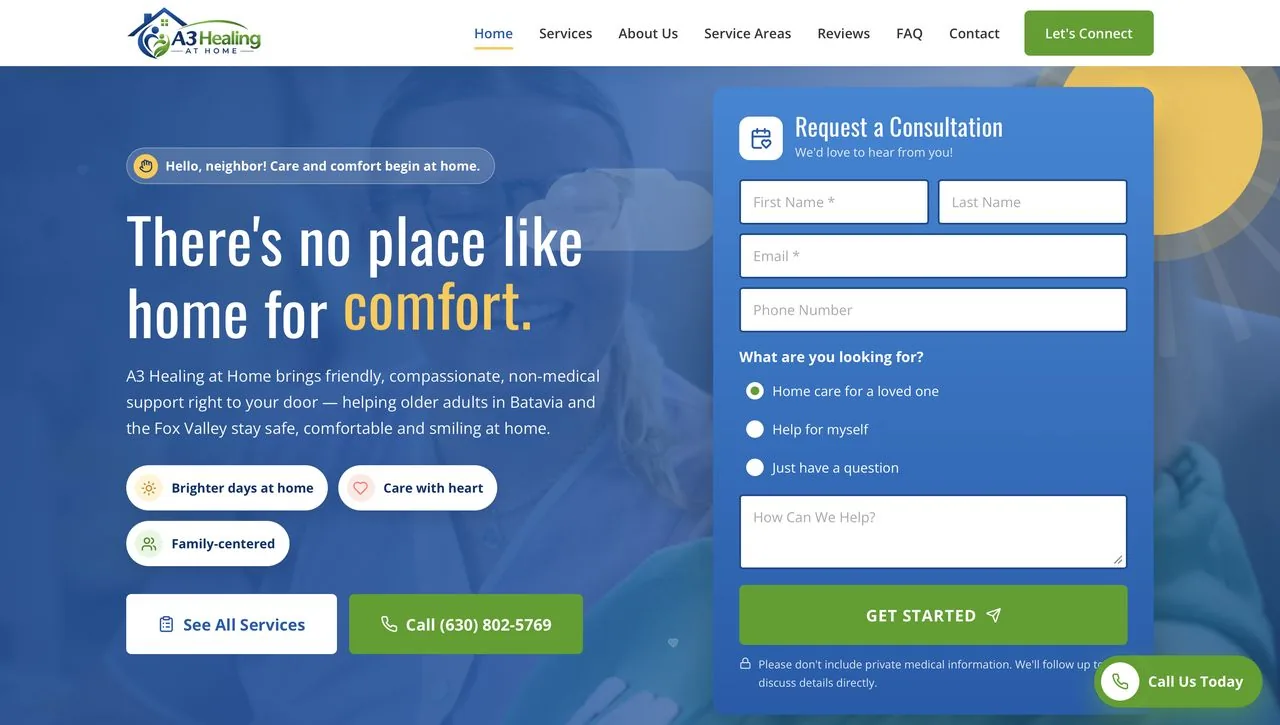 A3 Healing
AT HOME
Home
Services
About Us
Service Areas
Reviews
FAQ
Contact
Let's Connect
Hello, neighbor! Care and comfort begin at home.
There's no place like
home for comfort.
A3 Healing at Home brings friendly, compassionate, non-medical
support right to your door — helping older adults in Batavia and
the Fox Valley stay safe, comfortable and smiling at home.
Brighter days at home
Care with heart
Family-centered
See All Services
Call (630) 802-5769
Request a Consultation
We'd love to hear from you!
First Name *
Last Name
Email *
Phone Number
What are you looking for?
Home care for a loved one
Help for myself
Just have a question
How Can We Help?
GET STARTED
Please don't include private medical information. We'll follow up
discuss details directly.
Call Us Today